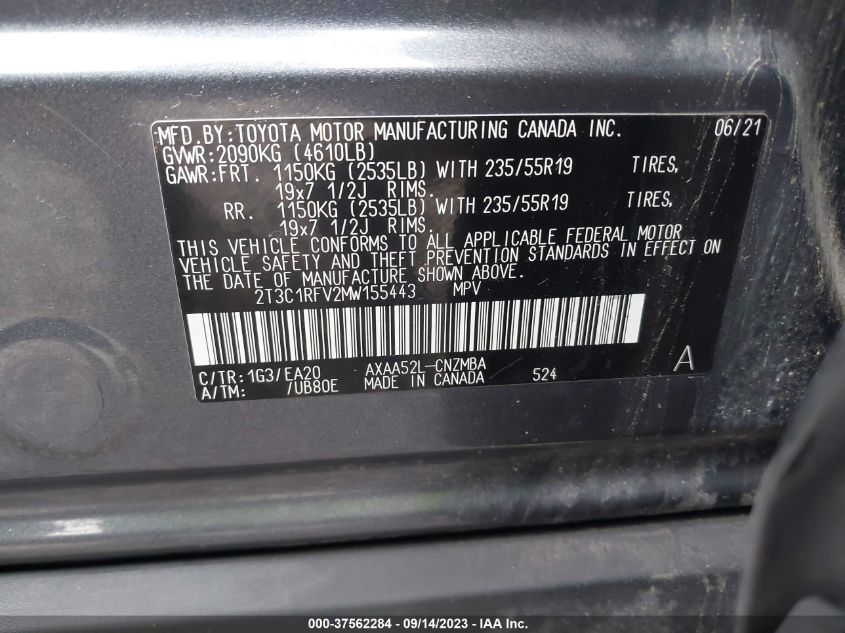 MFD.BY:TOYOTA MOTOR MANUFACTURING CANADA INC. 06/21
GVWR:2090KG (4610LB)
GAWR:FRT. 1150KG (2535LB) WITH 235/55R19 TIRES,
19x7 1/2J RIMS.
RR. 1150KG (2535LB) WITH 235/55R19 TIRES,
19x7 1/2J RIMS.
THIS VEHICLE CONFORMS TO ALL APPLICABLE FEDERAL MOTOR
VEHICLE SAFETY AND THEFT PREVENTION STANDARDS IN EFFECT ON
THE DATE OF MANUFACTURE SHOWN ABOVE.
2T3C1RFV2MW155443 MPV
C/TR:1G3/EA20 AXAA52L-CNZMBA A
A/TM: /UB80E MADE IN CANADA 524
000-37562284 - 09/14/2023 - IAA Inc.